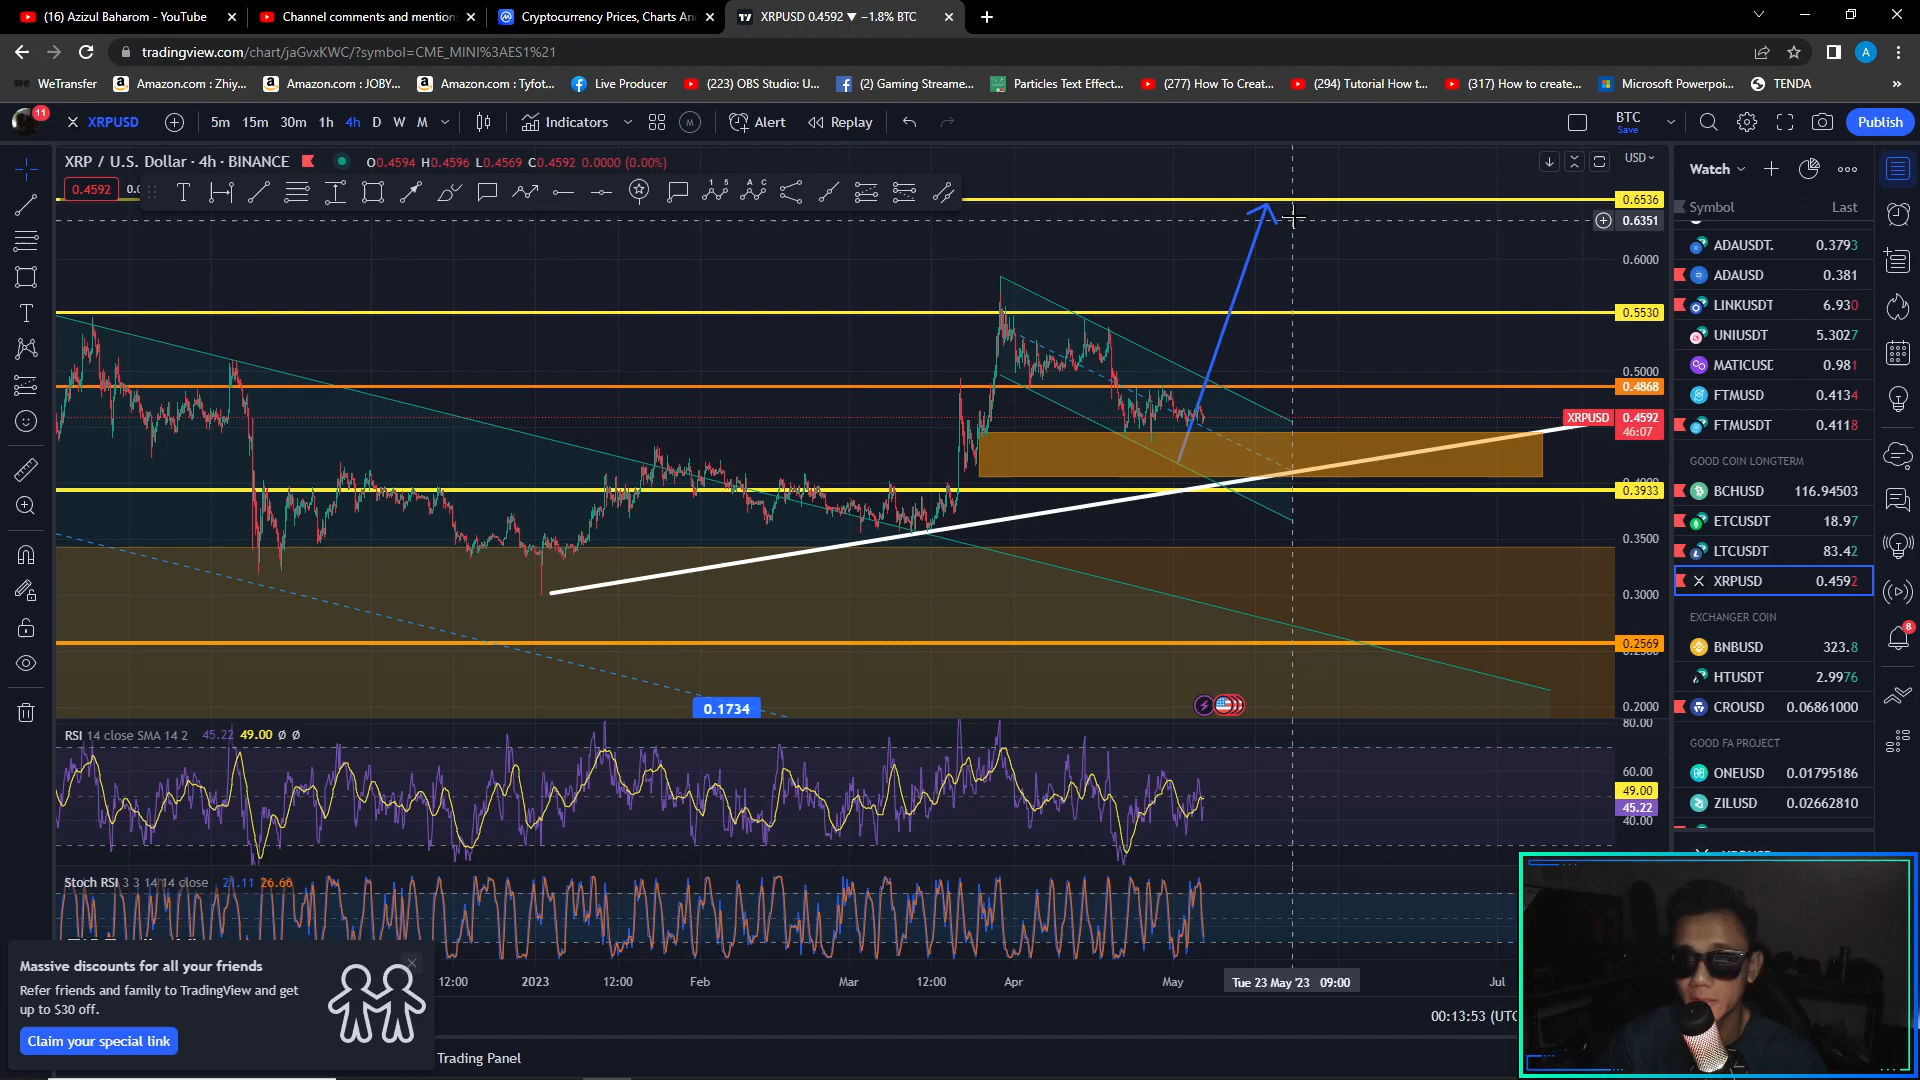 (16) Azizul Baharom - YouTube
Channel comments and mention
Cryptocurrency Prices, Charts An
XRPUSD 0.4592 ▼ −1.8% BTC
tradingview.com/chart/jaGvxKWC/?symbol=CME_MINI%3AES1%21
A
WeTransfer
Amazon.com : Zhiy...
Amazon.com : JOBY...
Amazon.com : Tyfot...
Live Producer
(223) OBS Studio: U...
(2) Gaming Streame...
Particles Text Effect...
(277) How To Creat...
(294) Tutorial How t...
(317) How to create...
Microsoft Powerpoi...
TENDA
11
XRPUSD
5m 15m 30m 1h 4h D W M
Indicators
Alert
Replay
BTC
Save
Publish
XRP / U.S. Dollar · 4h · BINANCE
O0.4594 H0.4596 L0.4569 C0.4592 0.0000 (0.00%)
USD
0.4592
0.6536
0.6351
0.6000
0.5530
0.5000
0.4868
XRPUSD 0.4592
46:07
0.3933
0.3500
0.3000
0.2569
0.2000
0.1734
RSI 14 close SMA 14 2 45.22 49.00 Ø Ø
80.00
60.00
49.00
45.22
40.00
Stoch RSI 3 3 14 14 close 21.11 26.66
12:00 2023 12:00 Feb Mar 12:00 Apr May Tue 23 May '23 09:00 Jul
00:13:53 (UTC
Trading Panel
Massive discounts for all your friends
Refer friends and family to TradingView and get
up to $30 off.
Claim your special link
Watch
Symbol Last
ADAUSDT. 0.3793
ADAUSD 0.381
LINKUSDT 6.930
UNIUSDT 5.3027
MATICUSD 0.981
FTMUSD 0.4134
FTMUSDT 0.4118
GOOD COIN LONGTERM
BCHUSD 116.94503
ETCUSDT 18.97
LTCUSDT 83.42
XRPUSD 0.4592
EXCHANGER COIN
BNBUSD 323.8
HTUSDT 2.9976
CROUSD 0.06861000
GOOD FA PROJECT
ONEUSD 0.01795186
ZILUSD 0.02662810
8